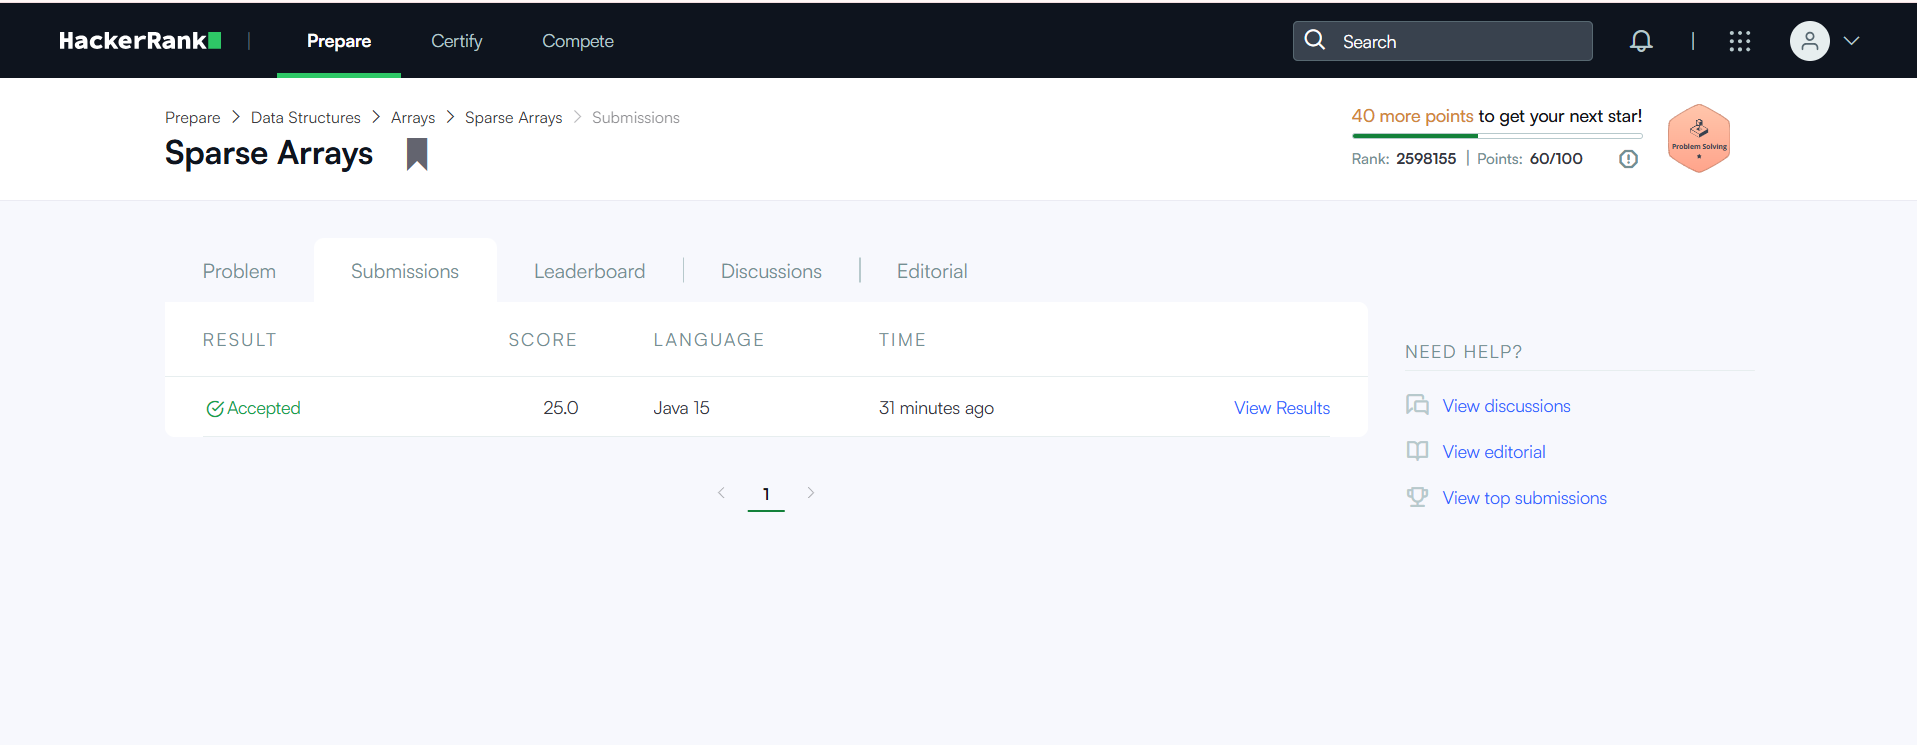 HackerRank
Prepare
Certify
Compete
Search
Prepare > Data Structures > Arrays > Sparse Arrays > Submissions
Sparse Arrays
40 more points to get your next star!
Rank: 2598155 | Points: 60/100
Problem Solving
Problem
Submissions
Leaderboard
Discussions
Editorial
RESULT SCORE LANGUAGE TIME
Accepted 25.0 Java 15 31 minutes ago View Results
1
NEED HELP?
View discussions
View editorial
View top submissions